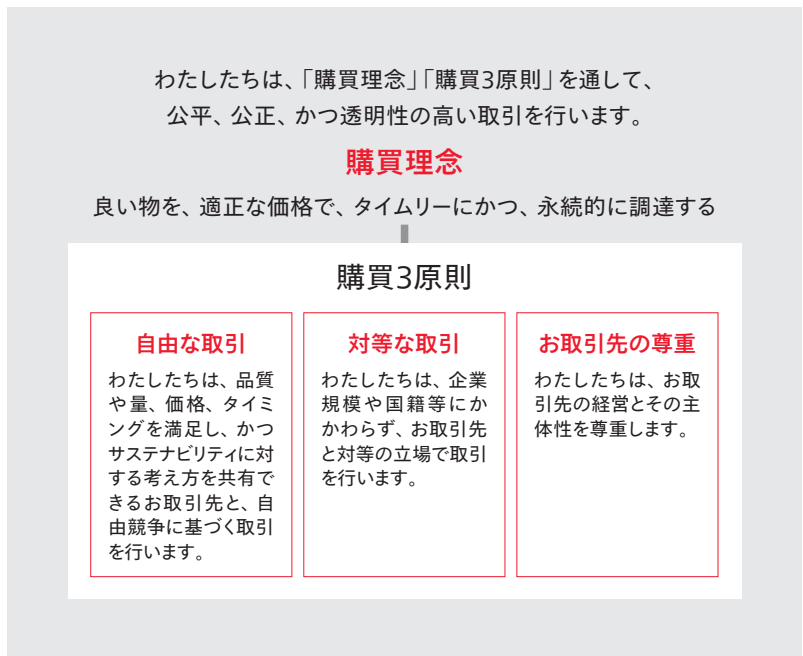 わたしたちは、「購買理念」「購買3原則」を通して、
公平、公正、かつ透明性の高い取引を行います。
購買理念
良い物を、適正な価格で、タイムリーにかつ、永続的に調達する
購買3原則
自由な取引
わたしたちは、品質
や量、価格、タイミ
ングを満足し、かつ
サステナビリティに対
する考え方を共有で
きるお取引先と、自
由競争に基づく取引
を行います。
対等な取引
わたしたちは、企業
規模や国籍等にか
かわらず、お取引先
と対等の立場で取引
を行います。
お取引先の尊重
わたしたちは、お取
引先の経営とその主
体性を尊重します。